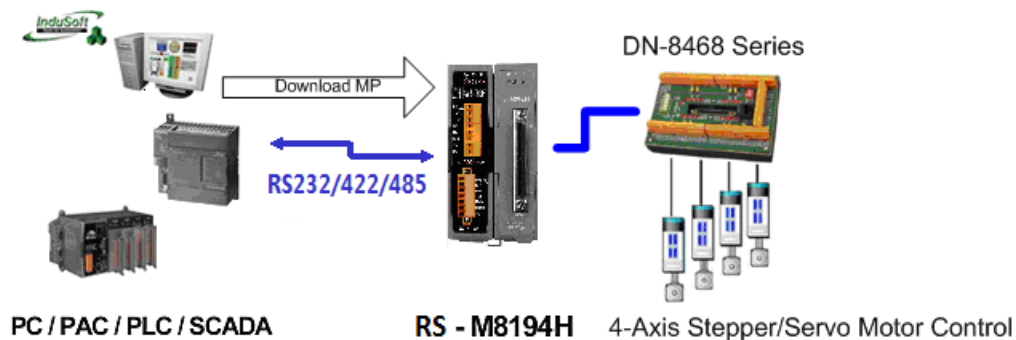 InduSoft
DN-8468 Series
Download MP
RS232/422/485
PC / PAC / PLC / SCADA
RS - M8194H
4-Axis Stepper/Servo Motor Control